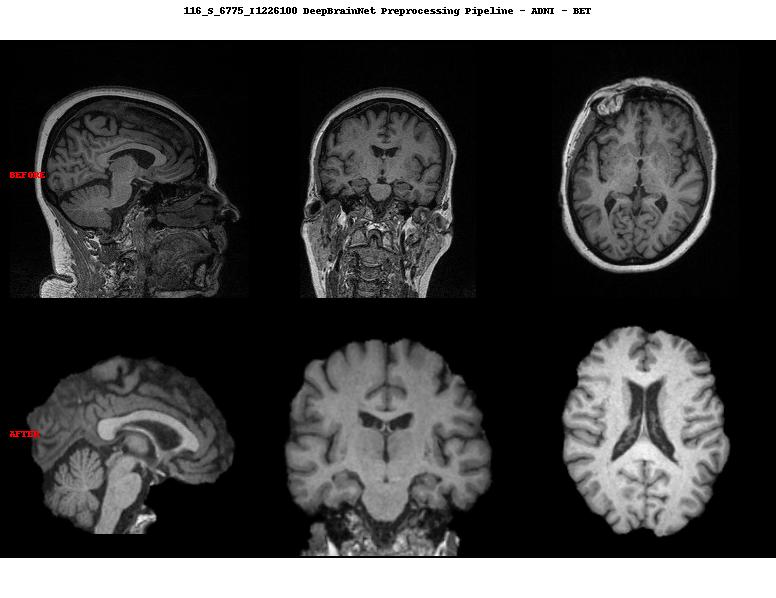 116_S_6775_I1226100 DeepBrainNet Preprocessing Pipeline - ADNI - BET
BEFORE
AFTER